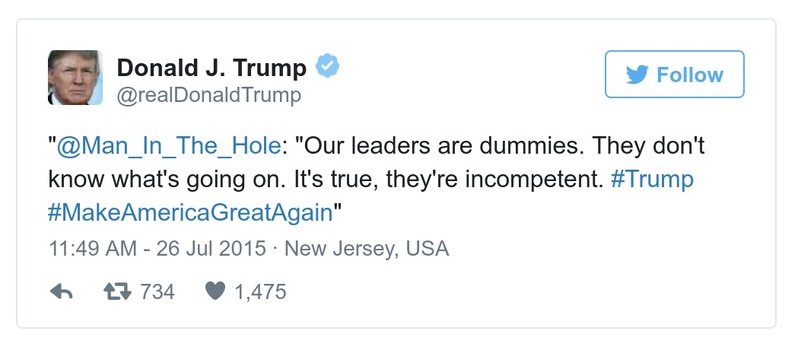 Donald J. Trump
Follow
@realDonaldTrump
"@Man_In_The_Hole: "Our leaders are dummies. They don't
know what's going on. It's true, they're incompetent. #Trump
#MakeAmericaGreatAgain"
11:49 AM - 26 Jul 2015 · New Jersey, USA
734 1,475